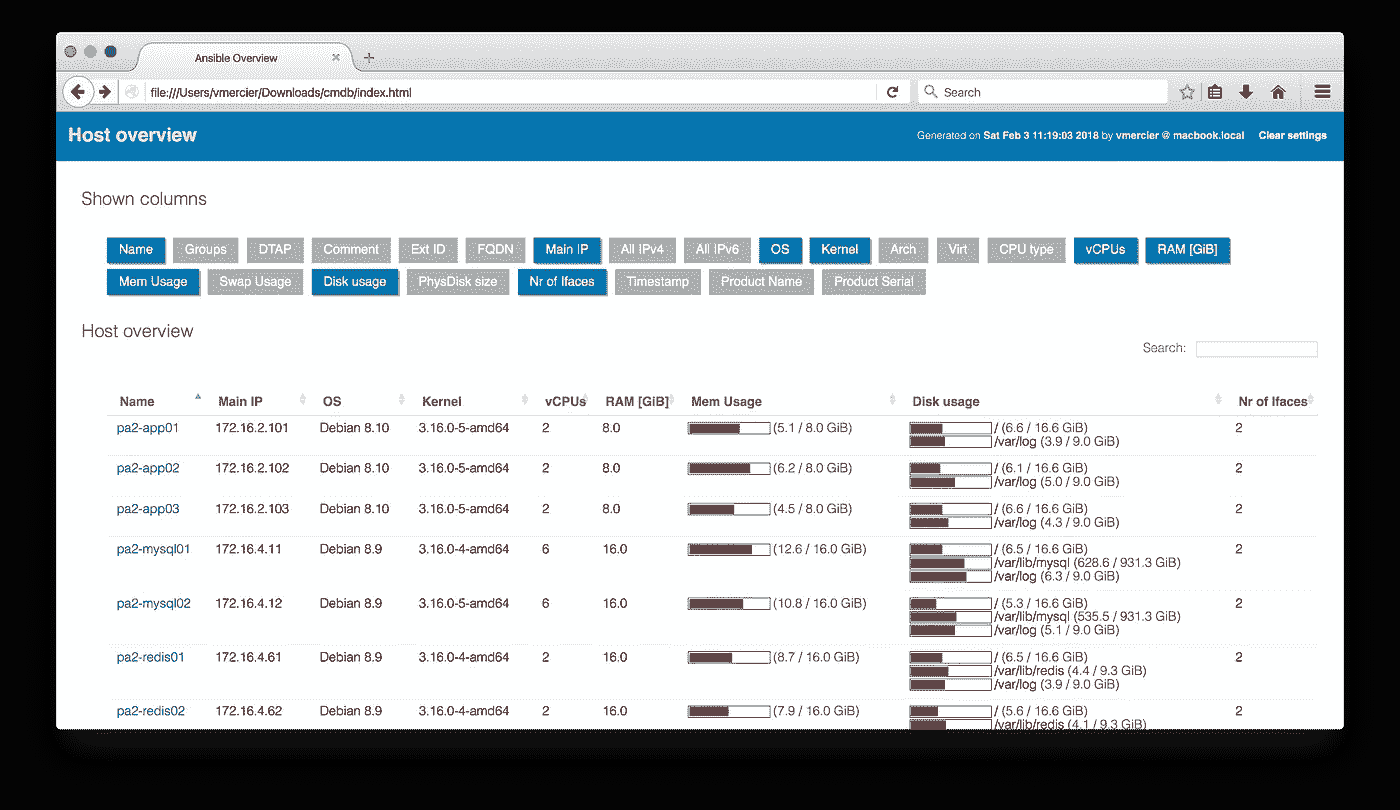 Ansible Overview
file:///Users/vmercier/Downloads/cmdb/index.html
Search
Host overview
Generated on Sat Feb 3 11:19:03 2018 by vmercier @ macbook.local Clear settings
Shown columns
Name Groups DTAP Comment Ext ID FQDN Main IP All IPv4 All IPv6 OS Kernel Arch Virt CPU type vCPUs RAM [GiB]
Mem Usage Swap Usage Disk usage PhysDisk size Nr of Ifaces Timestamp Product Name Product Serial
Host overview
Search:
Name Main IP OS Kernel vCPUs RAM [GiB] Mem Usage Disk usage Nr of Ifaces
pa2-app01 172.16.2.101 Debian 8.10 3.16.0-5-amd64 2 8.0 (5.1 / 8.0 GiB) / (6.6 / 16.6 GiB) 2
/var/log (3.9 / 9.0 GiB)
pa2-app02 172.16.2.102 Debian 8.10 3.16.0-5-amd64 2 8.0 (6.2 / 8.0 GiB) / (6.1 / 16.6 GiB) 2
/var/log (5.0 / 9.0 GiB)
pa2-app03 172.16.2.103 Debian 8.10 3.16.0-5-amd64 2 8.0 (4.5 / 8.0 GiB) / (6.6 / 16.6 GiB) 2
/var/log (4.3 / 9.0 GiB)
pa2-mysql01 172.16.4.11 Debian 8.9 3.16.0-4-amd64 6 16.0 (12.6 / 16.0 GiB) / (6.5 / 16.6 GiB) 2
/var/lib/mysql (628.6 / 931.3 GiB)
/var/log (6.3 / 9.0 GiB)
pa2-mysql02 172.16.4.12 Debian 8.9 3.16.0-4-amd64 6 16.0 (10.8 / 16.0 GiB) / (5.3 / 16.6 GiB) 2
/var/lib/mysql (535.5 / 931.3 GiB)
/var/log (5.1 / 9.0 GiB)
pa2-redis01 172.16.4.61 Debian 8.9 3.16.0-4-amd64 2 16.0 (8.7 / 16.0 GiB) / (6.5 / 16.6 GiB) 2
/var/lib/redis (4.4 / 9.3 GiB)
/var/log (3.9 / 9.0 GiB)
pa2-redis02 172.16.4.62 Debian 8.9 3.16.0-4-amd64 2 16.0 (7.9 / 16.0 GiB) / (5.6 / 16.6 GiB) 2
/var/lib/redis (4.1 / 9.3 GiB)